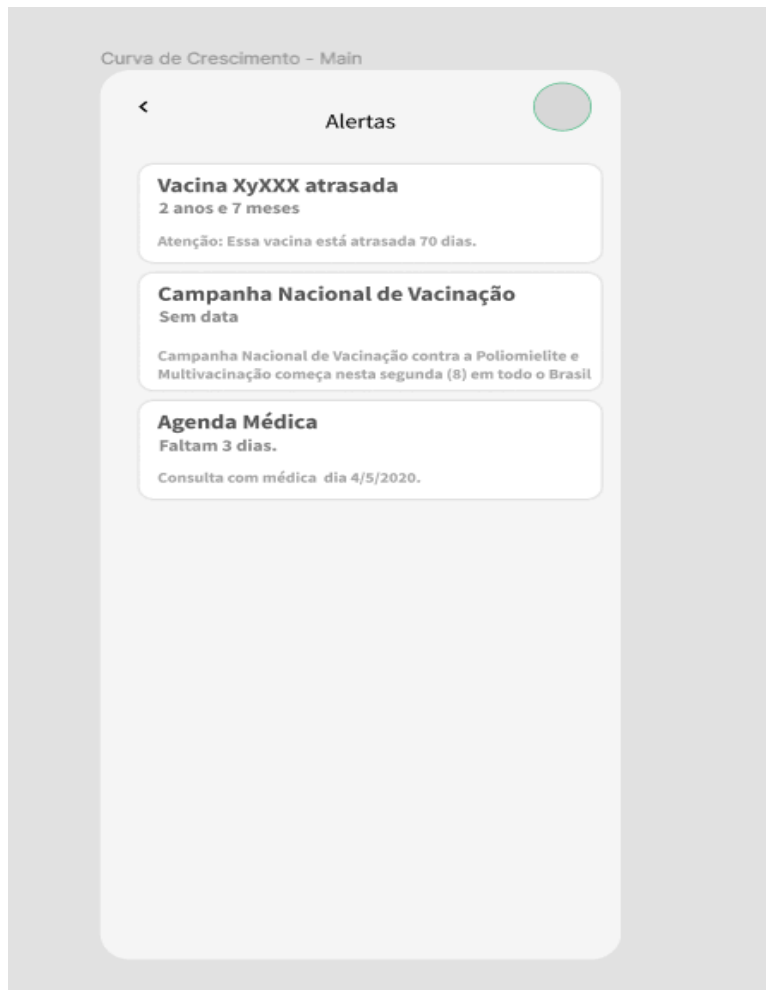 Curva de Crescimento - Main
<
Alertas
Vacina XyXXX atrasada
2 anos e 7 meses
Atenção: Essa vacina está atrasada 70 dias.
Campanha Nacional de Vacinação
Sem data
Campanha Nacional de Vacinação contra a Poliomielite e
Multivacinação começa nesta segunda (8) em todo o Brasil
Agenda Médica
Faltam 3 dias.
Consulta com médica dia 4/5/2020.